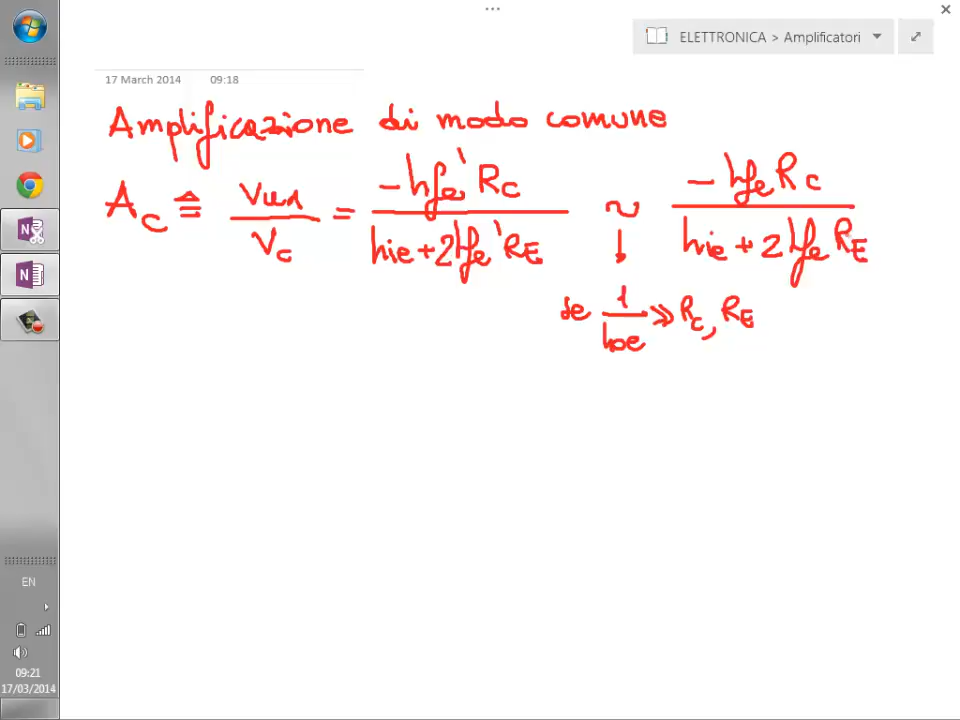 ELETTRONICA > Amplificatori
17 March 2014 09:18
Amplificazione di modo comune
A_C ≙ Vu1 / V_C = -hfe' R_C / hie+2hfe' R_E ~ -hfe R_C / hie+2hfe R_E
se 1 / hoe >> R_C, R_E
EN
09:21
17/03/2014